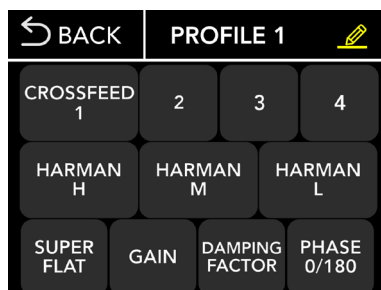 BACK PROFILE 1
CROSSFEED
1
2
3
4
HARMAN
H
HARMAN
M
HARMAN
L
SUPER
FLAT
GAIN
DAMPING
FACTOR
PHASE
0/180